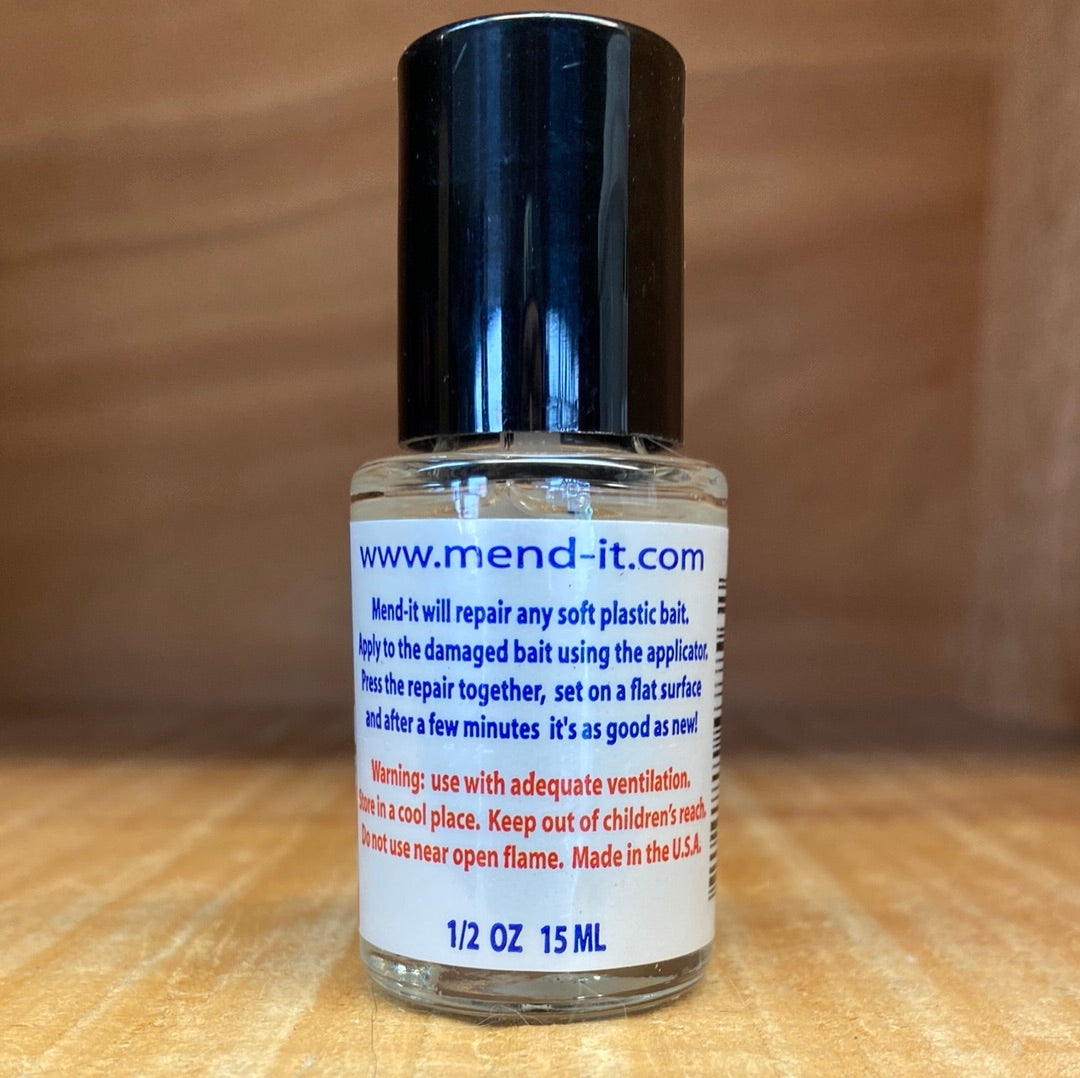 www.mend-it.com
Mend-it will repair any soft plastic bait.
Apply to the damaged bait using the applicator.
Press the repair together, set on a flat surface
and after a few minutes it's as good as new!
Warning: use with adequate ventilation.
Store in a cool place. Keep out of children's reach.
Do not use near open flame. Made in the U.S.A.
1/2 OZ 15 ML